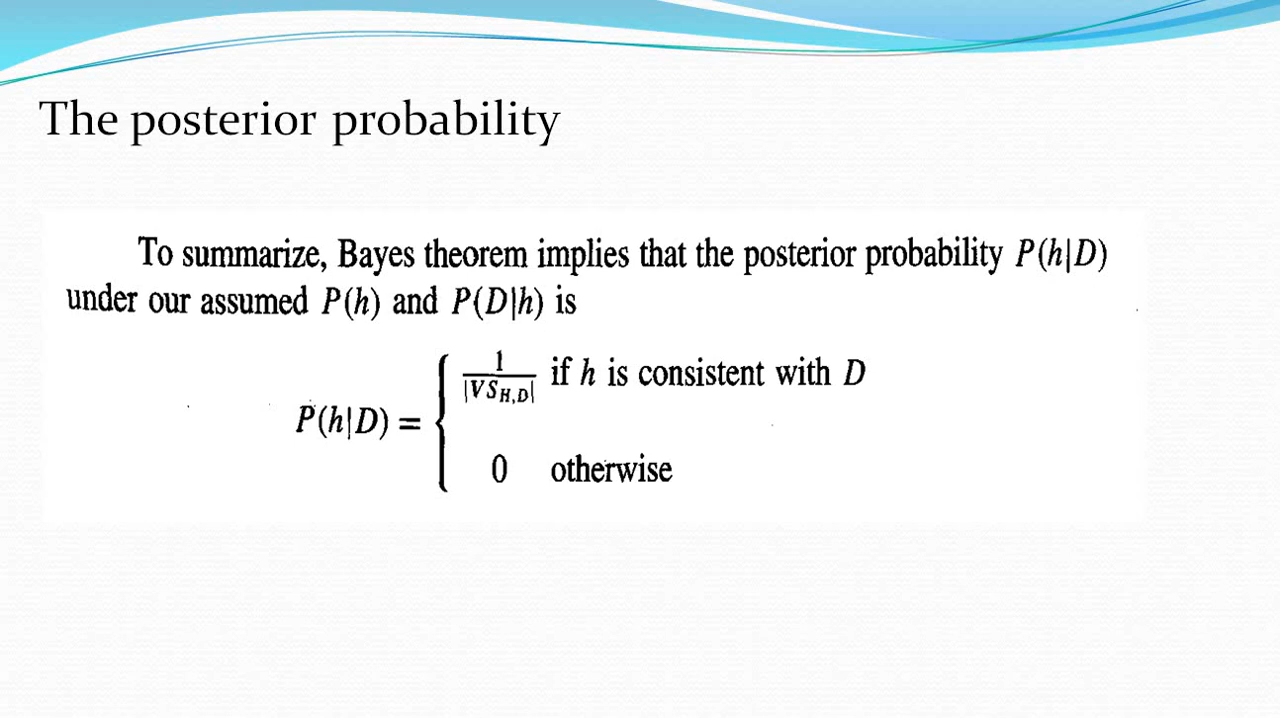 The posterior probability
To summarize, Bayes theorem implies that the posterior probability P(h|D)
under our assumed P(h) and P(D|h) is
P(h|D) = { 1/|VS_{H,D}| if h is consistent with D
0 otherwise